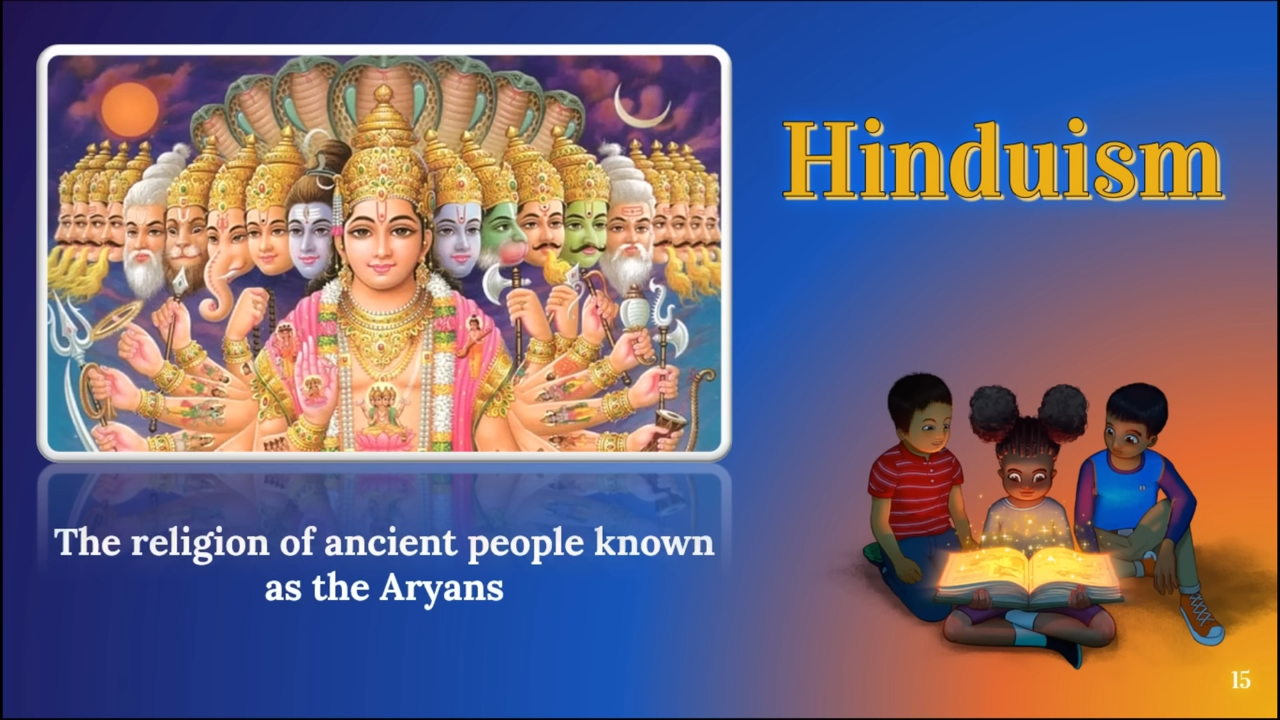 Hinduism
The religion of ancient people known
as the Aryans
15